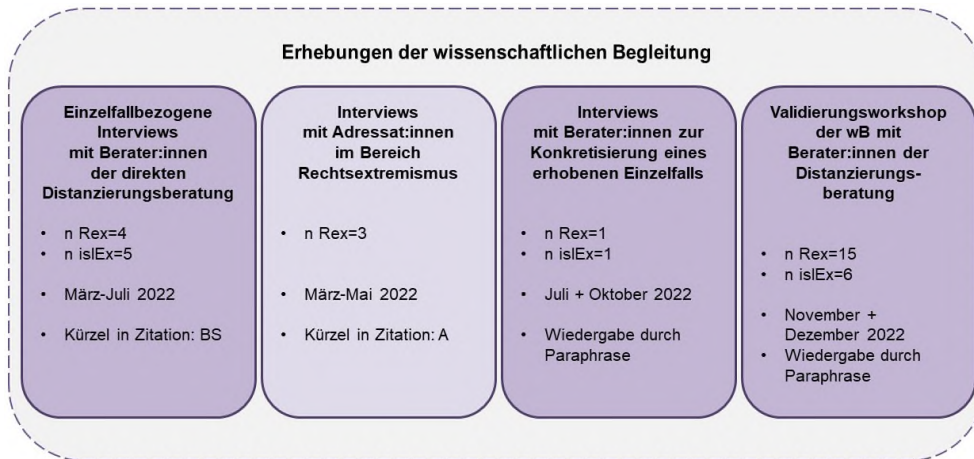 Erhebungen der wissenschaftlichen Begleitung
Einzelfallbezogene
Interviews
mit Berater:innen
der direkten
Distanzierungsberatung
• n Rex=4
• n islEx=5
• März-Juli 2022
• Kürzel in Zitation: BS
Interviews
mit Adressat:innen
im Bereich
Rechtsextremismus
• n Rex=3
• März-Mai 2022
• Kürzel in Zitation: A
Interviews
mit Berater:innen zur
Konkretisierung eines
erhobenen Einzelfalls
• n Rex=1
• n islEx=1
• Juli + Oktober 2022
• Wiedergabe durch
Paraphrase
Validierungsworkshop
der wB mit
Berater:innen der
Distanzierungs-
beratung
• n Rex=15
• n islEx=6
• November +
Dezember 2022
• Wiedergabe durch
Paraphrase